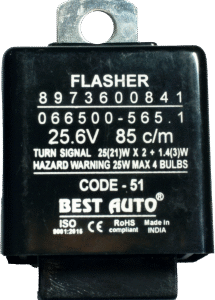 FLASHER
8973600841
066500-565.1
25.6V 85 c/m
TURN SIGNAL 25(21)W X 2 + 1.4(3)W
HAZARD WARNING 25W MAX 4 BULBS
CODE - 51
BEST AUTO®
ISO 9001:2015 CE RoHS compliant Made in INDIA